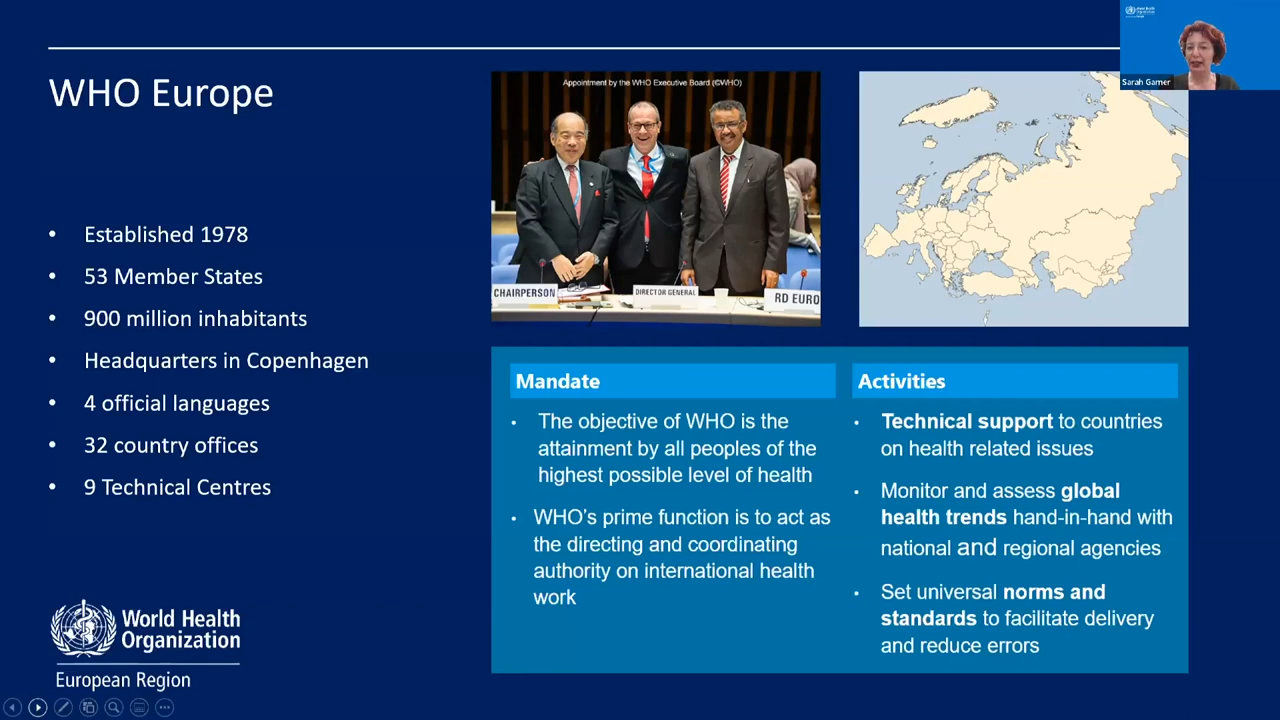 WHO Europe
• Established 1978
• 53 Member States
• 900 million inhabitants
• Headquarters in Copenhagen
• 4 official languages
• 32 country offices
• 9 Technical Centres
World Health
Organization
European Region
Appointment by the WHO Executive Board (©WHO)
CHAIRPERSON
DIRECTOR GENERAL
RD EURO
Sarah Garner
Mandate
• The objective of WHO is the
attainment by all peoples of the
highest possible level of health
• WHO's prime function is to act as
the directing and coordinating
authority on international health
work
Activities
• Technical support to countries
on health related issues
• Monitor and assess global
health trends hand-in-hand with
national and regional agencies
• Set universal norms and
standards to facilitate delivery
and reduce errors